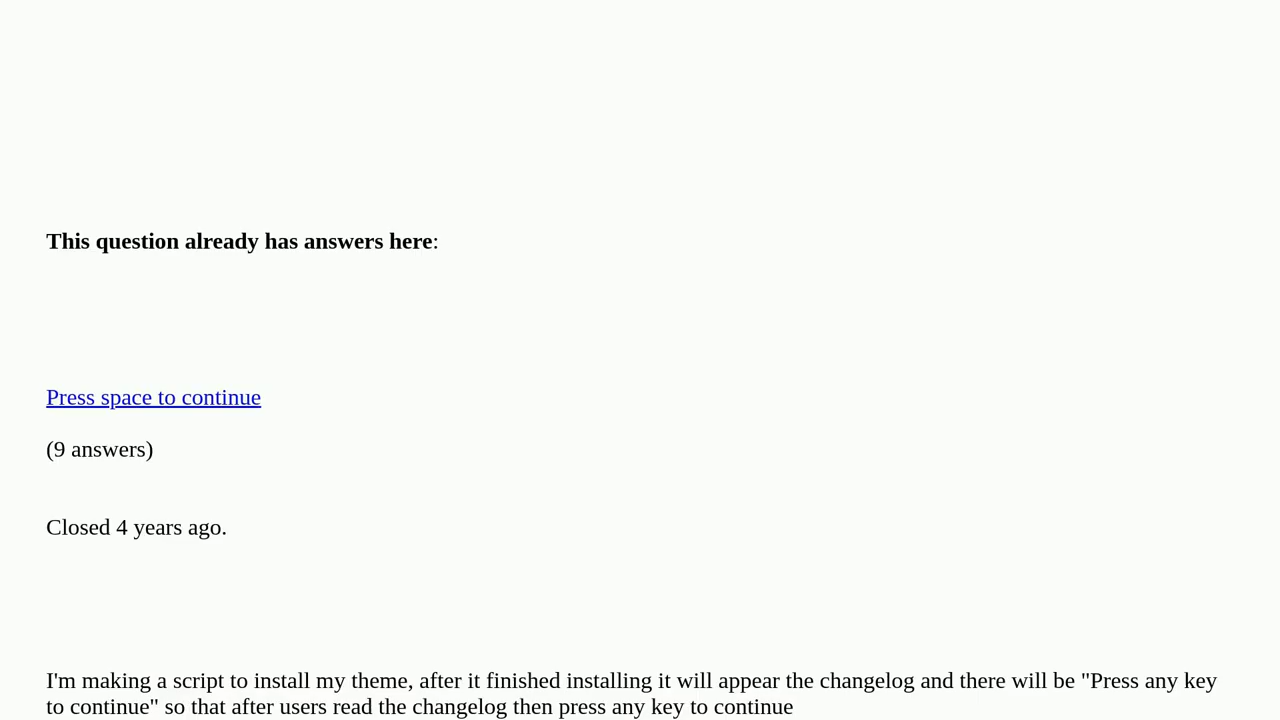 This question already has answers here:
Press space to continue
(9 answers)
Closed 4 years ago.
I'm making a script to install my theme, after it finished installing it will appear the changelog and there will be "Press any key
to continue" so that after users read the changelog then press any key to continue